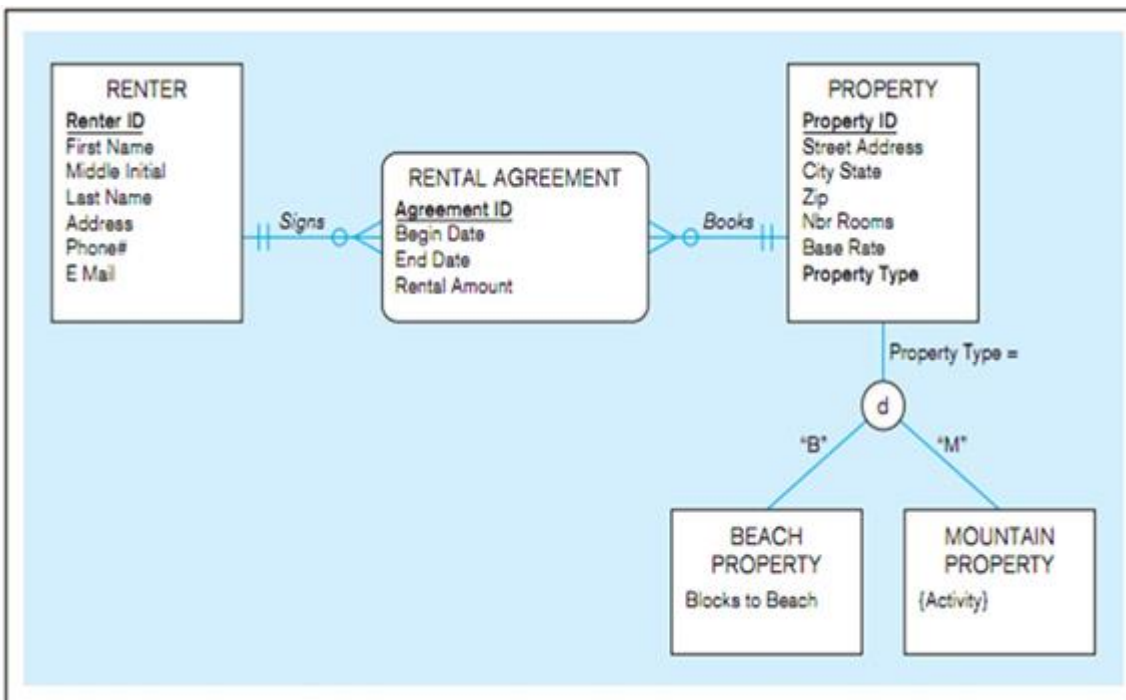 RENTER
Renter ID
First Name
Middle Initial
Last Name
Address
Phone#
E Mail
Signs
RENTAL AGREEMENT
Agreement ID
Begin Date
End Date
Rental Amount
Books
PROPERTY
Property ID
Street Address
City State
Zip
Nbr Rooms
Base Rate
Property Type
Property Type =
d
“B”
“M”
BEACH
PROPERTY
Blocks to Beach
MOUNTAIN
PROPERTY
{Activity}